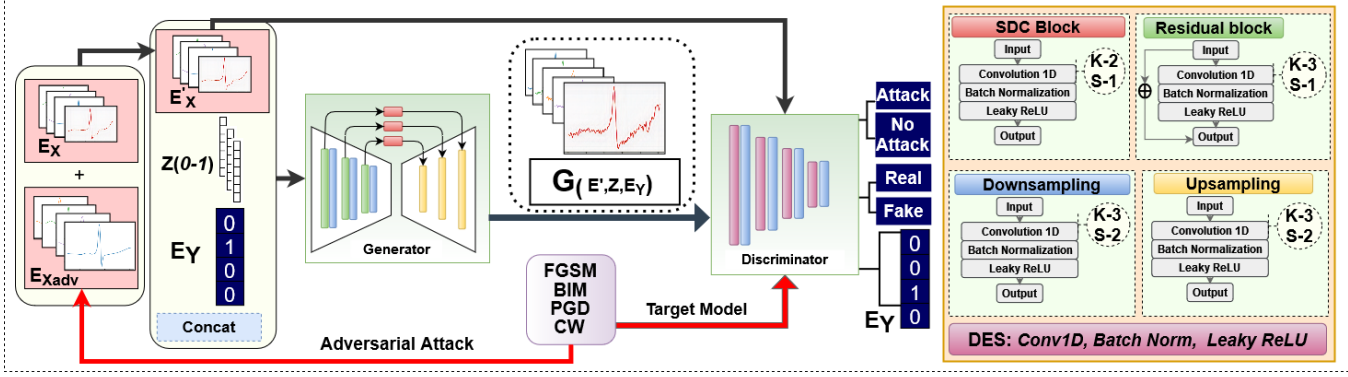 E'X
EX
+
EXadv
Z(0-1)
EY
0
1
0
0
Concat
Generator
G( E',Z,EY)
FGSM
BIM
PGD
CW
Adversarial Attack
Target Model
Discriminator
Attack
No
Attack
Real
Fake
0
0
1
0
EY
SDC Block
Input
Convolution 1D
Batch Normalization
Leaky ReLU
Output
K-2
S-1
Residual block
Input
Convolution 1D
Batch Normalization
Leaky ReLU
Output
K-3
S-1
Downsampling
Input
Convolution 1D
Batch Normalization
Leaky ReLU
Output
K-3
S-2
Upsampling
Input
Convolution 1D
Batch Normalization
Leaky ReLU
Output
K-3
S-2
DES: Conv1D, Batch Norm, Leaky ReLU